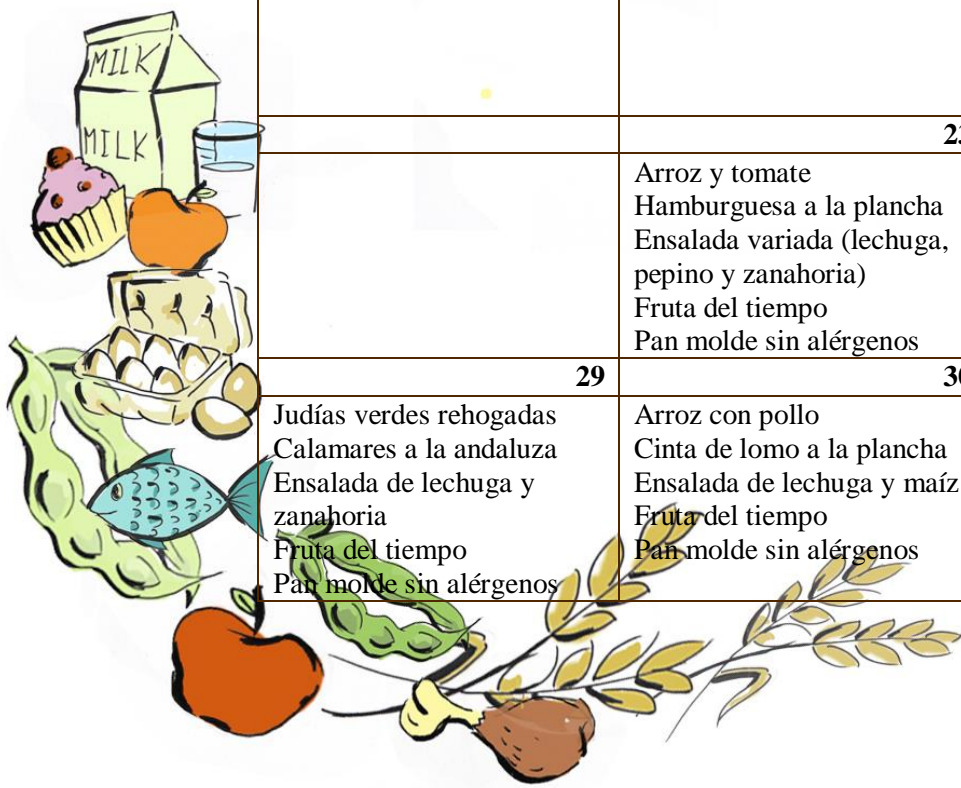 MILK
MILK
23
Arroz y tomate
Hamburguesa a la plancha
Ensalada variada (lechuga,
pepino y zanahoria)
Fruta del tiempo
Pan molde sin alérgenos
29
Judías verdes rehogadas
Calamares a la andaluza
Ensalada de lechuga y
zanahoria
Fruta del tiempo
Pan molde sin alérgenos
30
Arroz con pollo
Cinta de lomo a la plancha
Ensalada de lechuga y maíz
Fruta del tiempo
Pan molde sin alérgenos